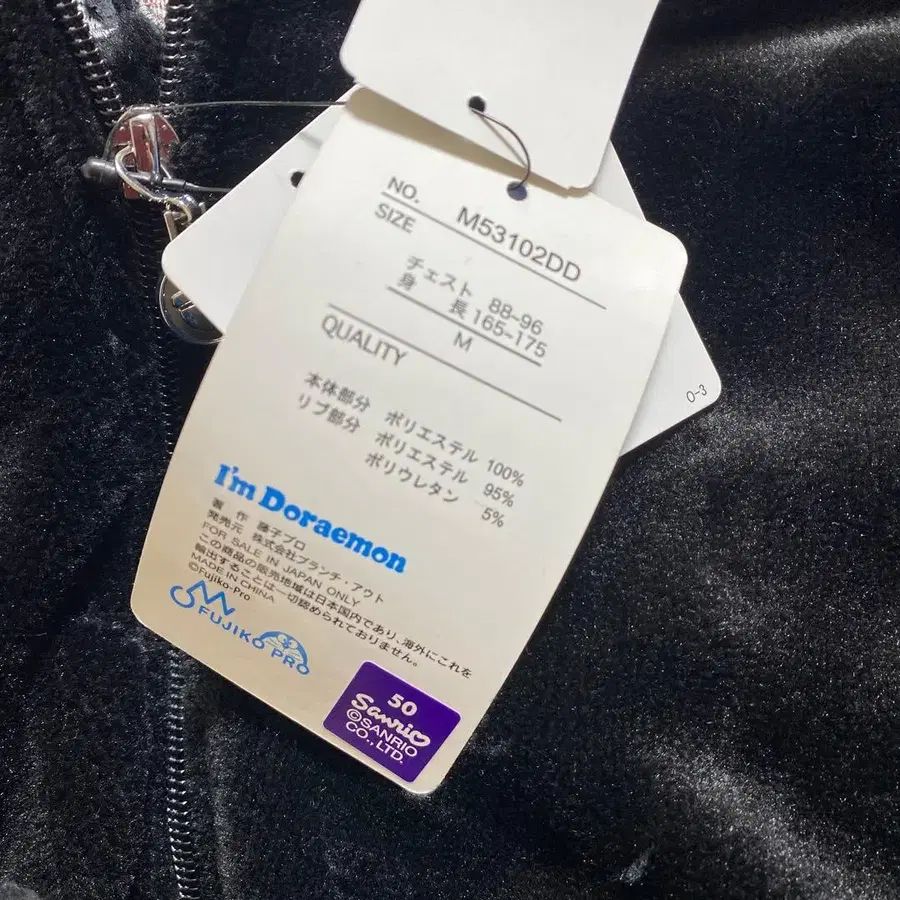 NO. M53102DD
SIZE
チェスト 88-96
身 長 165-175
M
QUALITY
本体部分 ポリエステル 100%
リブ部分 ポリエステル 95%
ポリウレタン 5%
I'm Doraemon
著 作 藤子プロ
発売元 株式会社ブランチ・アウト
FOR SALE IN JAPAN ONLY
この商品の販売地域は日本国内であり、海外にこれを
輸出することは一切認められておりません。
MADE IN CHINA
©Fujiko-Pro
FUJIKO PRO
50
Sanrio
©SANRIO
CO.,LTD.
0-3